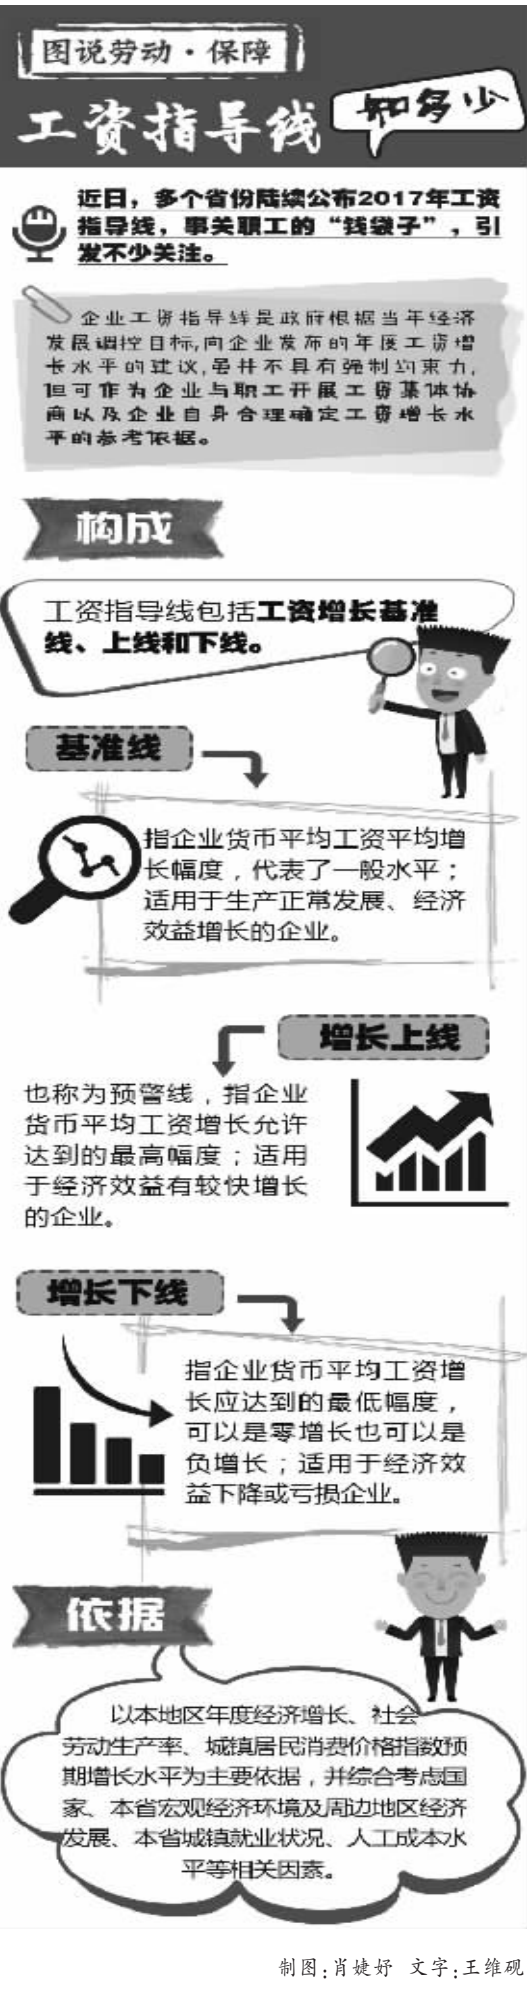 图说劳动·保障
工资指导线
知多少
近日，多个省份陆续公布2017年工资
指导线，事关职工的“钱袋子”，引
发不少关注。
企业工资指导线是政府根据当年经济
发展调控目标,向企业发布的年度工资增
长水平的建议,虽并不具有强制约束力,
但可作为企业与职工开展工资集体协
商以及企业自身合理确定工资增长水
平的参考依据。
构成
工资指导线包括工资增长基准
线、上线和下线。
基准线
指企业货币平均工资平均增
长幅度，代表了一般水平；
适用于生产正常发展、经济
效益增长的企业。
增长上线
也称为预警线，指企业
货币平均工资增长允许
达到的最高幅度；适用
于经济效益有较快增长
的企业。
增长下线
指企业货币平均工资增
长应达到的最低幅度，
可以是零增长也可以是
负增长；适用于经济效
益下降或亏损企业。
依据
以本地区年度经济增长、社会
劳动生产率、城镇居民消费价格指数预
期增长水平为主要依据，并综合考虑国
家、本省宏观经济环境及周边地区经济
发展、本省城镇就业状况、人工成本水
平等相关因素。
制图:肖婕妤 文字:王维砚